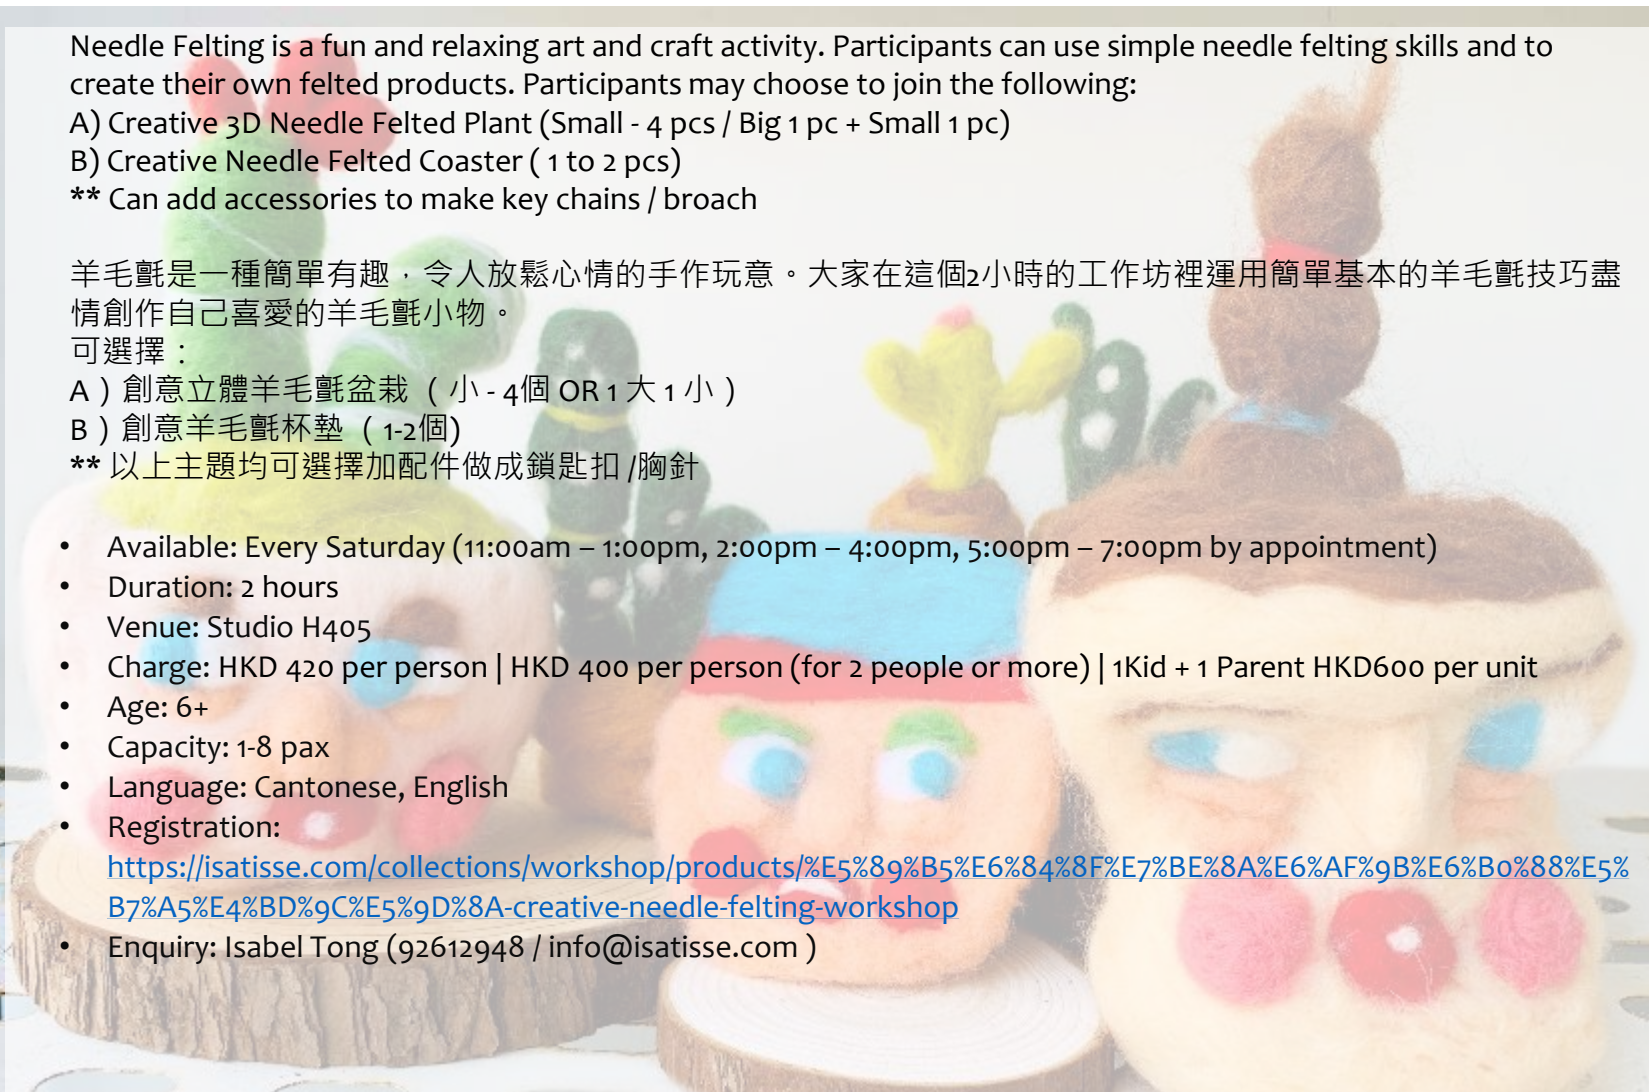 Needle Felting is a fun and relaxing art and craft activity. Participants can use simple needle felting skills and to
create their own felted products. Participants may choose to join the following:
A) Creative 3D Needle Felted Plant (Small - 4 pcs / Big 1 pc + Small 1 pc)
B) Creative Needle Felted Coaster ( 1 to 2 pcs)
** Can add accessories to make key chains / broach
羊毛氈是一種簡單有趣，令人放鬆心情的手作玩意。大家在這個2小時的工作坊裡運用簡單基本的羊毛氈技巧盡
情創作自己喜愛的羊毛氈小物。
可選擇：
A ) 創意立體羊毛氈盆栽 ( 小 - 4個 OR 1 大 1 小 )
B ) 創意羊毛氈杯墊 ( 1-2個)
** 以上主題均可選擇加配件做成鎖匙扣 /胸針
• Available: Every Saturday (11:00am – 1:00pm, 2:00pm – 4:00pm, 5:00pm – 7:00pm by appointment)
• Duration: 2 hours
• Venue: Studio H405
• Charge: HKD 420 per person | HKD 400 per person (for 2 people or more) | 1Kid + 1 Parent HKD600 per unit
• Age: 6+
• Capacity: 1-8 pax
• Language: Cantonese, English
• Registration:
https://isatisse.com/collections/workshop/products/%E5%89%B5%E6%84%8F%E7%BE%8A%E6%AF%9B%E6%B0%88%E5%
B7%A5%E4%BD%9C%E5%9D%8A-creative-needle-felting-workshop
• Enquiry: Isabel Tong (92612948 / info@isatisse.com )